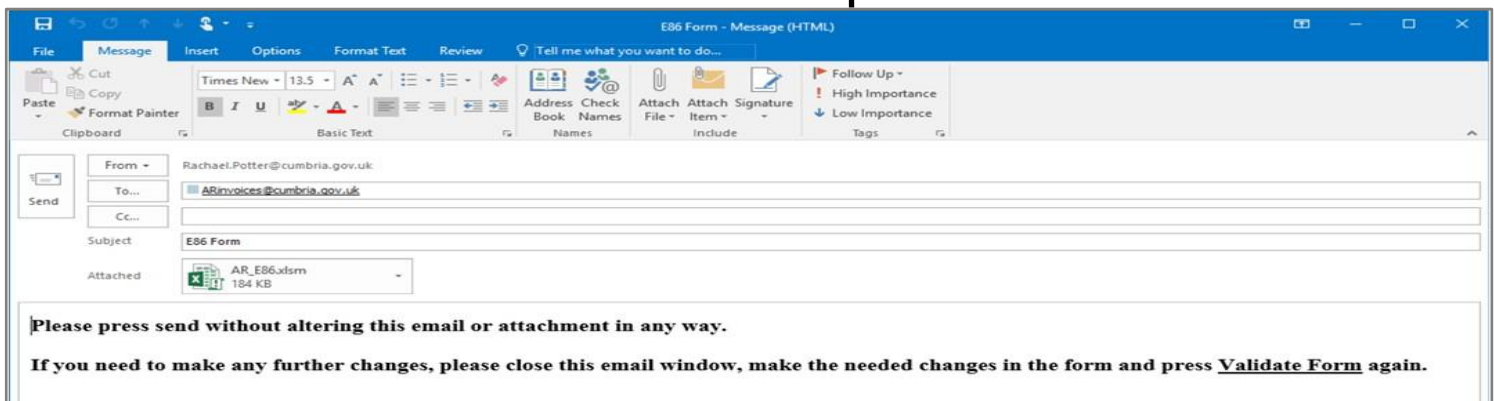 E86 Form - Message (HTML)
File Message Insert Options Format Text Review Tell me what you want to do...
Paste
Cut
Copy
Format Painter
Clipboard
Times New 13.5 A A
B I U ab A
Basic Text
Address Book
Check Names
Names
Attach File
Attach Item
Signature
Include
Follow Up
High Importance
Low Importance
Tags
Send
From Rachael.Potter@cumbria.gov.uk
To... ARinvoices@cumbria.gov.uk
Cc...
Subject E86 Form
Attached AR_E86.xlsm
184 KB
Please press send without altering this email or attachment in any way.
If you need to make any further changes, please close this email window, make the needed changes in the form and press Validate Form again.